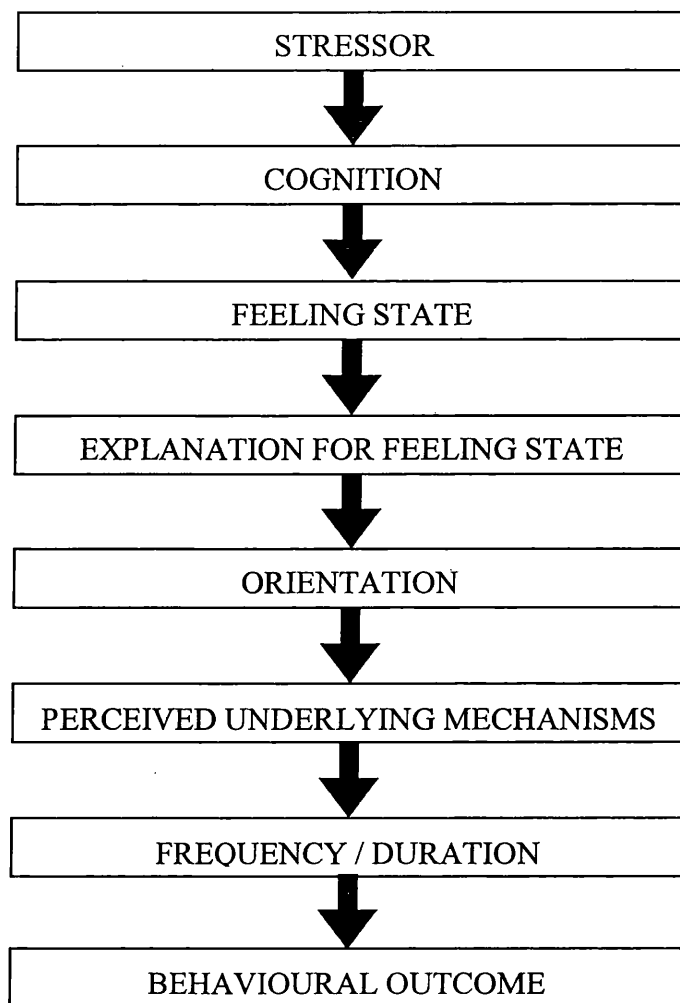 STRESSOR
COGNITION
FEELING STATE
EXPLANATION FOR FEELING STATE
ORIENTATION
PERCEIVED UNDERLYING MECHANISMS
FREQUENCY / DURATION
BEHAVIOURAL OUTCOME